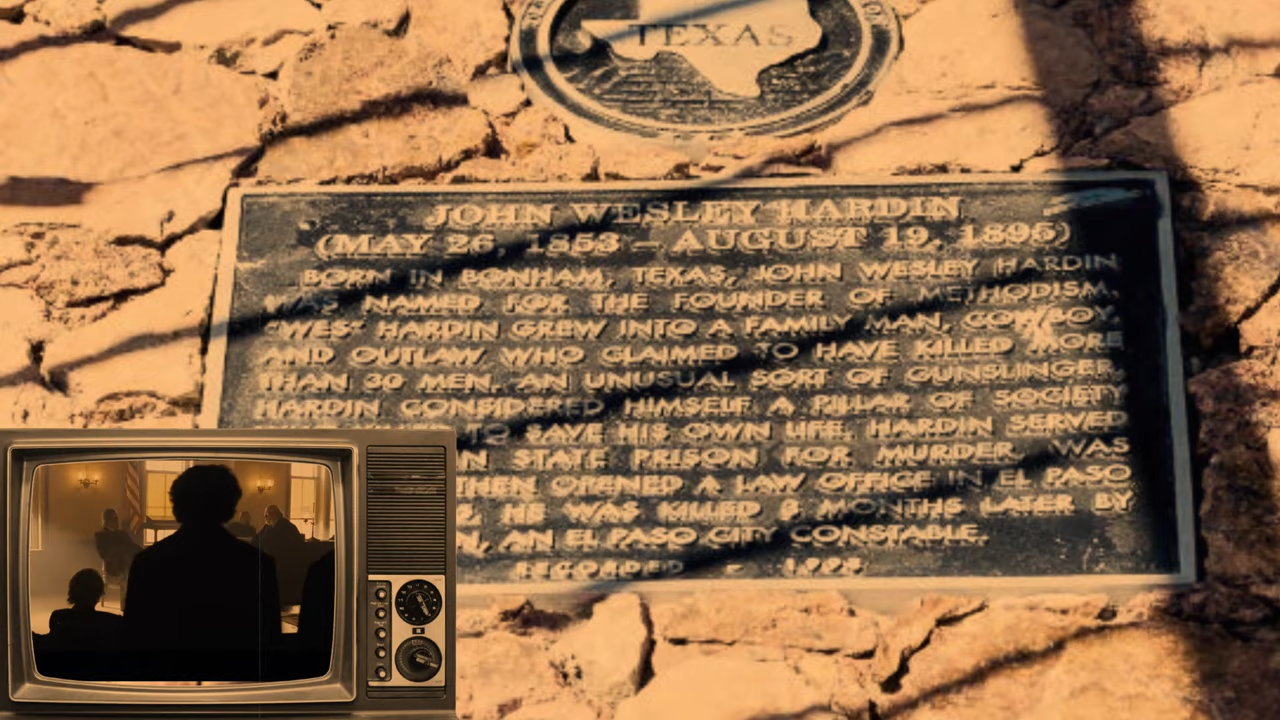 TEXAS
JOHN WESLEY HARDIN
(MAY 26, 1853 – AUGUST 19, 1895)
BORN IN BONHAM, TEXAS, JOHN WESLEY HARDIN
WAS NAMED FOR THE FOUNDER OF METHODISM.
"WES" HARDIN GREW INTO A FAMILY MAN, COWBOY,
AND OUTLAW WHO CLAIMED TO HAVE KILLED MORE
THAN 30 MEN. AN UNUSUAL SORT OF GUNSLINGER,
HARDIN CONSIDERED HIMSELF A PILLAR OF SOCIETY
TO SAVE HIS OWN LIFE. HARDIN SERVED
IN STATE PRISON FOR MURDER, WAS
THEN OPENED A LAW OFFICE IN EL PASO
HE WAS KILLED 8 MONTHS LATER BY
AN EL PASO CITY CONSTABLE.
RECORDED -